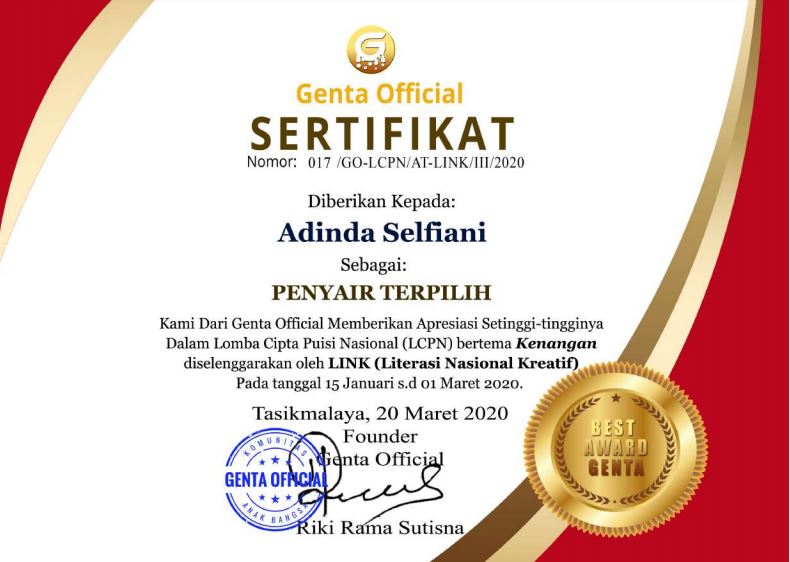 G
Genta Official
SERTIFIKAT
Nomor: 017 /GO-LCPN/AT-LINK/III/2020
Diberikan Kepada:
Adinda Selfiani
Sebagai:
PENYAIR TERPILIH
Kami Dari Genta Official Memberikan Apresiasi Setinggi-tingginya
Dalam Lomba Cipta Puisi Nasional (LCPN) bertema Kenangan
diselenggarakan oleh LINK (Literasi Nasional Kreatif)
Pada tanggal 15 Januari s.d 01 Maret 2020.
Tasikmalaya, 20 Maret 2020
Founder
Genta Official
Riki Rama Sutisna
KOMUNITAS
GENTA OFFICIAL
ANAK BANGSA
BEST
AWARD
GENTA